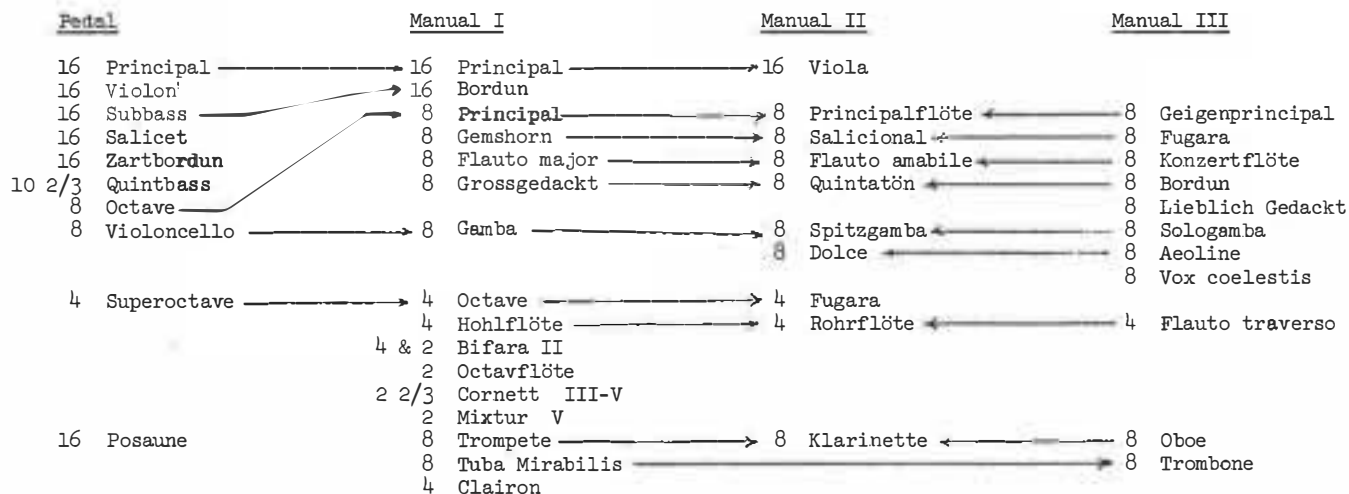 Pedal Manual I Manual II Manual III
16 Principal 16 Principal 16 Viola
16 Violon 16 Bordun
16 Subbass 8 Principal 8 Principalflöte 8 Geigenprincipal
16 Salicet 8 Gemshorn 8 Salicional 8 Fugara
16 Zartbordun 8 Flauto major 8 Flauto amabile 8 Konzertflöte
10 2/3 Quintbass 8 Grossgedackt 8 Quintatön 8 Bordun
8 Octave 8 Lieblich Gedackt
8 Violoncello 8 Gamba 8 Spitzgamba 8 Sologamba
8 Dolce 8 Aeoline
8 Vox coelestis
4 Superoctave 4 Octave 4 Fugara
4 Hohlflöte 4 Rohrflöte 4 Flauto traverso
4 & 2 Bifara II
2 Octavflöte
2 2/3 Cornett III-V
2 Mixtur V
16 Posaune 8 Trompete 8 Klarinette 8 Oboe
8 Tuba Mirabilis 8 Trombone
4 Clairon